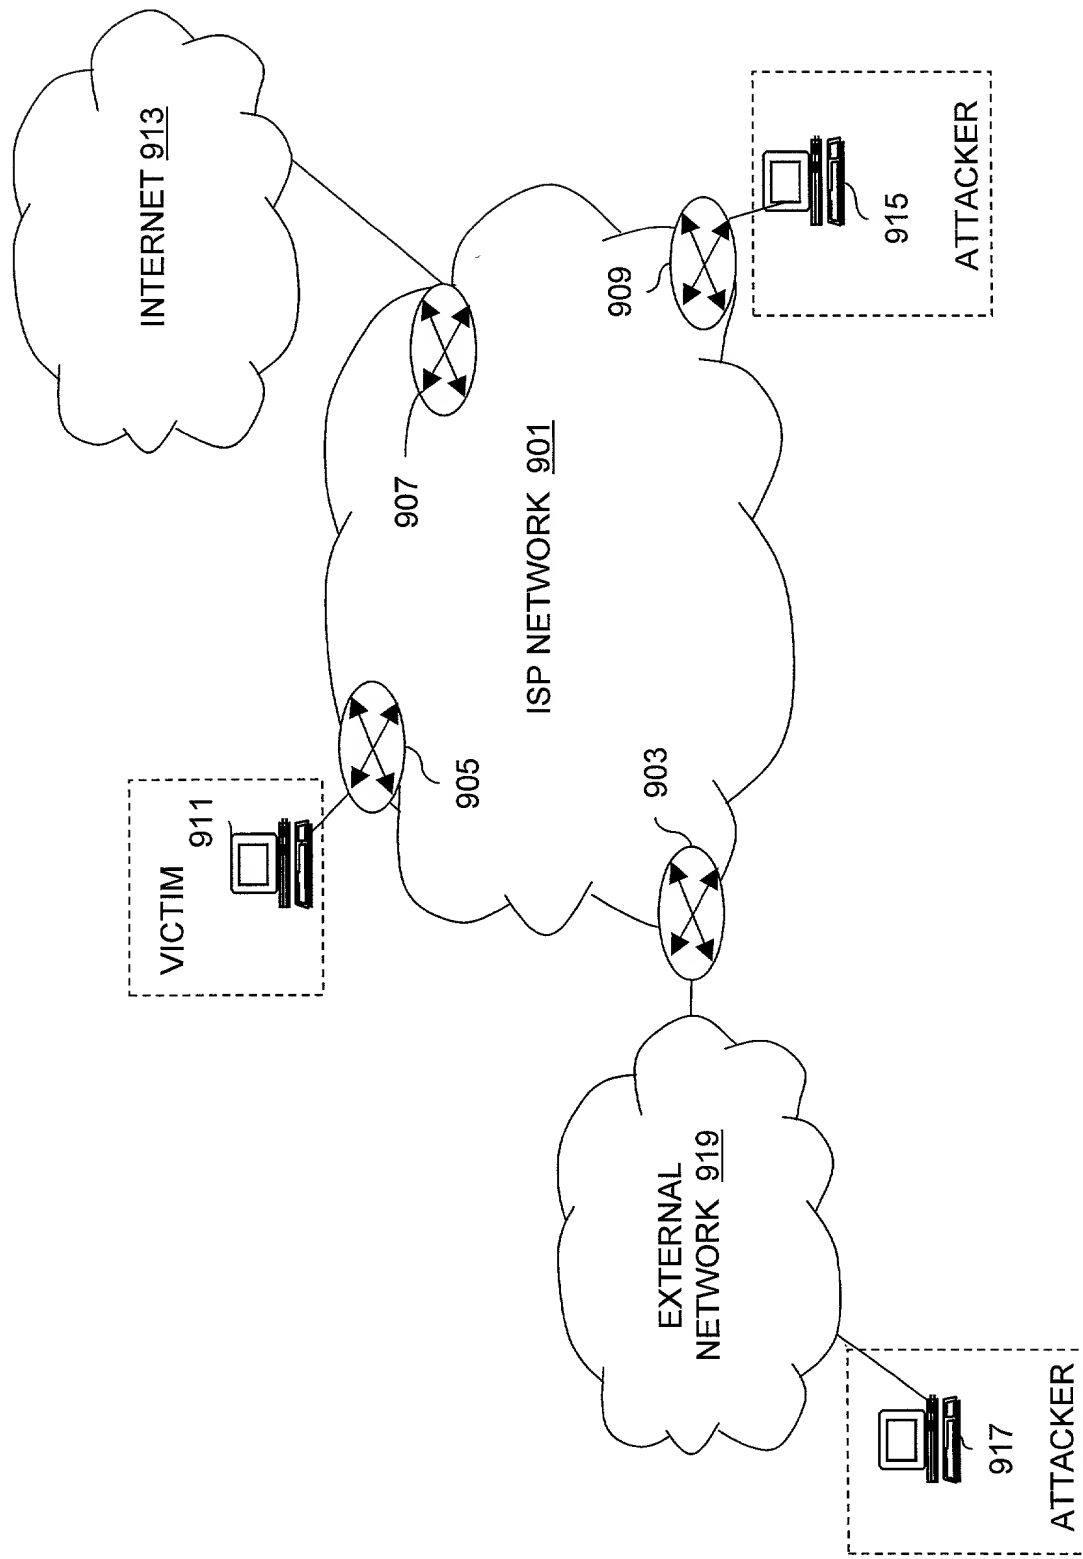 VICTIM
911
INTERNET 913
905
907
ISP NETWORK 901
903
909
915
ATTACKER
EXTERNAL
NETWORK 919
917
ATTACKER